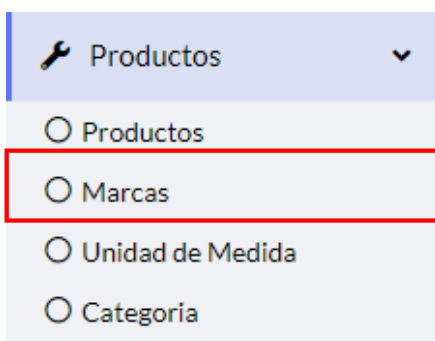 Productos
Productos
Marcas
Unidad de Medida
Categoria